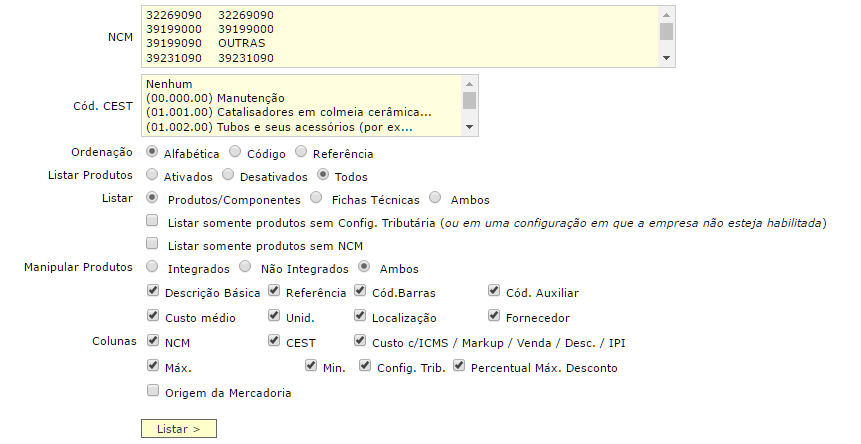 NCM
32269090 32269090
39199000 39199000
39199090 OUTRAS
39231090 39231090
Cód. CEST
Nenhum
(00.000.00) Manutenção
(01.001.00) Catalisadores em colmeia cerâmica...
(01.002.00) Tubos e seus acessórios (por ex...
Ordenação Alfabética Código Referência
Listar Produtos Ativados Desativados Todos
Listar Produtos/Componentes Fichas Técnicas Ambos
Listar somente produtos sem Config. Tributária (ou em uma configuração em que a empresa não esteja habilitada)
Listar somente produtos sem NCM
Manipular Produtos Integrados Não Integrados Ambos
Descrição Básica Referência Cód.Barras Cód. Auxiliar
Custo médio Unid. Localização Fornecedor
Colunas NCM CEST Custo c/ICMS / Markup / Venda / Desc. / IPI
Máx. Min. Config. Trib. Percentual Máx. Desconto
Origem da Mercadoria
Listar >